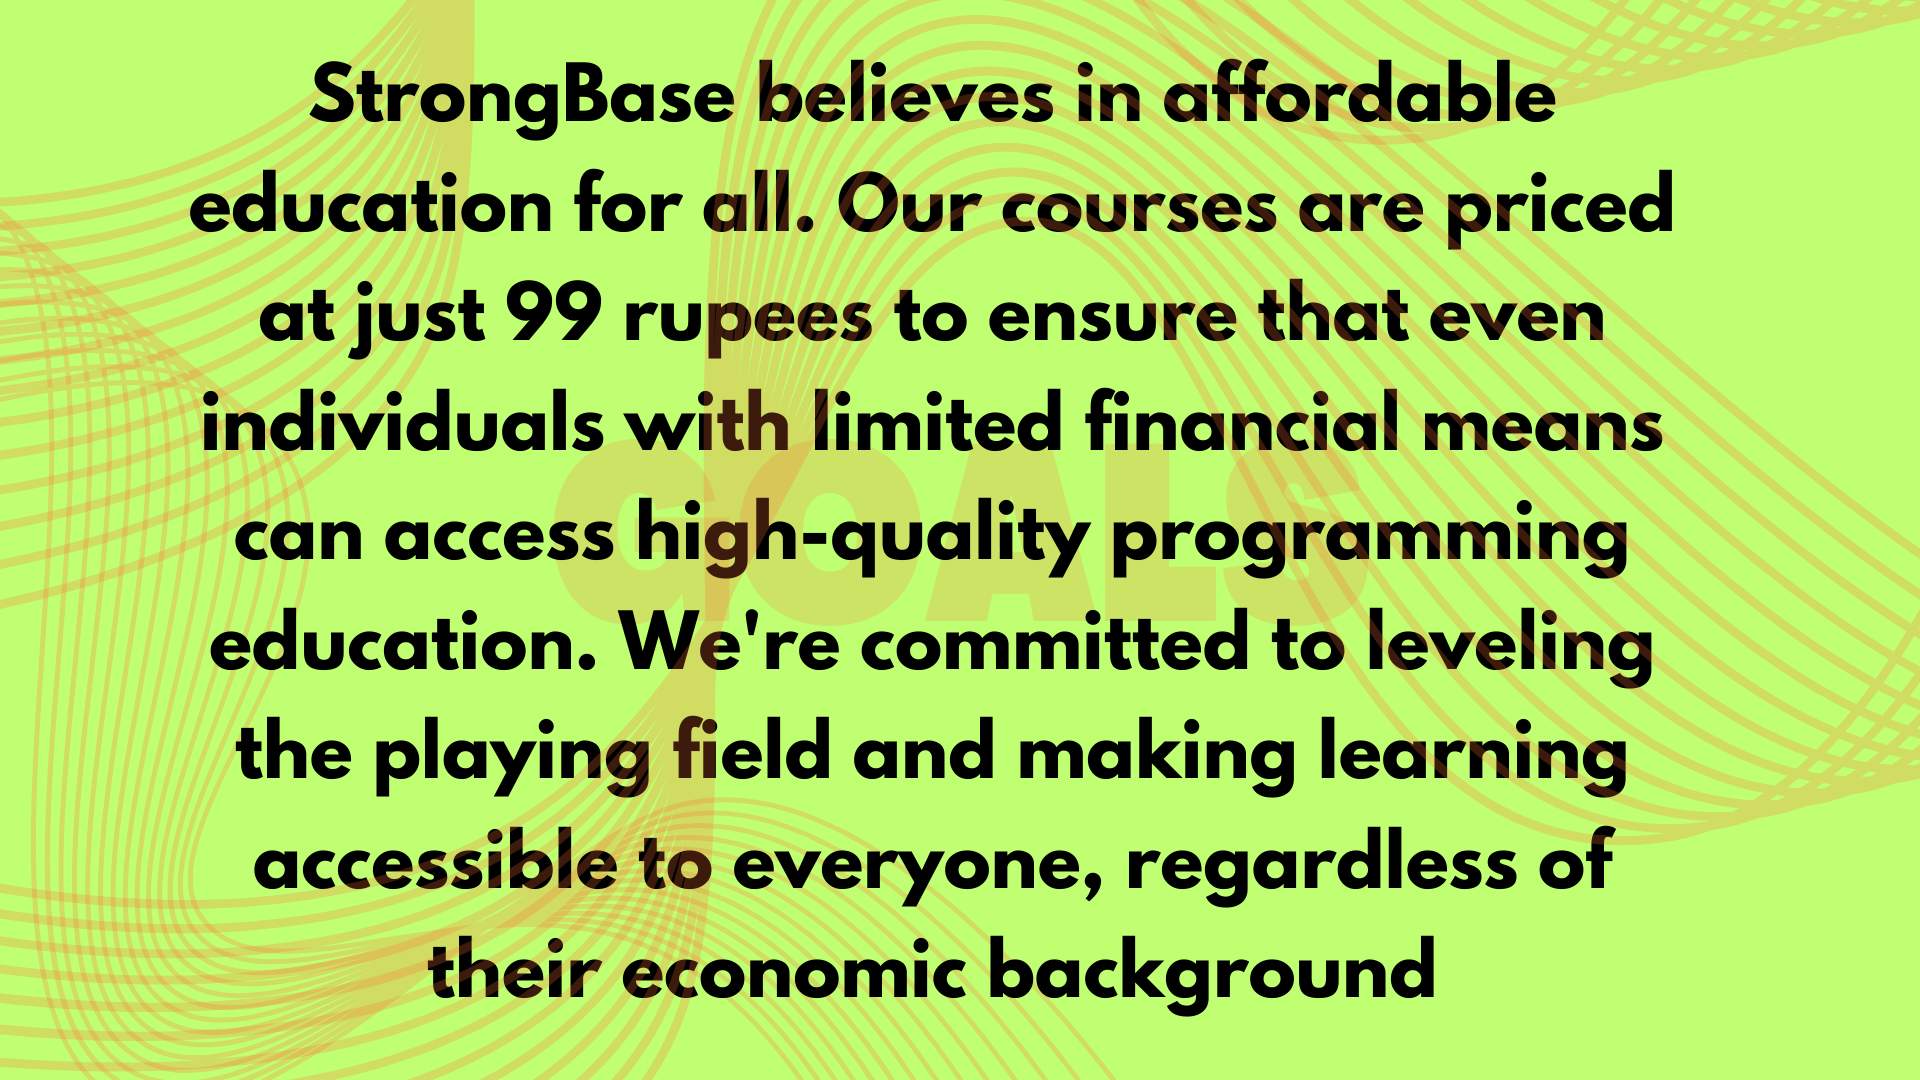 StrongBase believes in affordable
education for all. Our courses are priced
at just 99 rupees to ensure that even
individuals with limited financial means
can access high-quality programming
GOALS
education. We're committed to leveling
the playing field and making learning
accessible to everyone, regardless of
their economic background